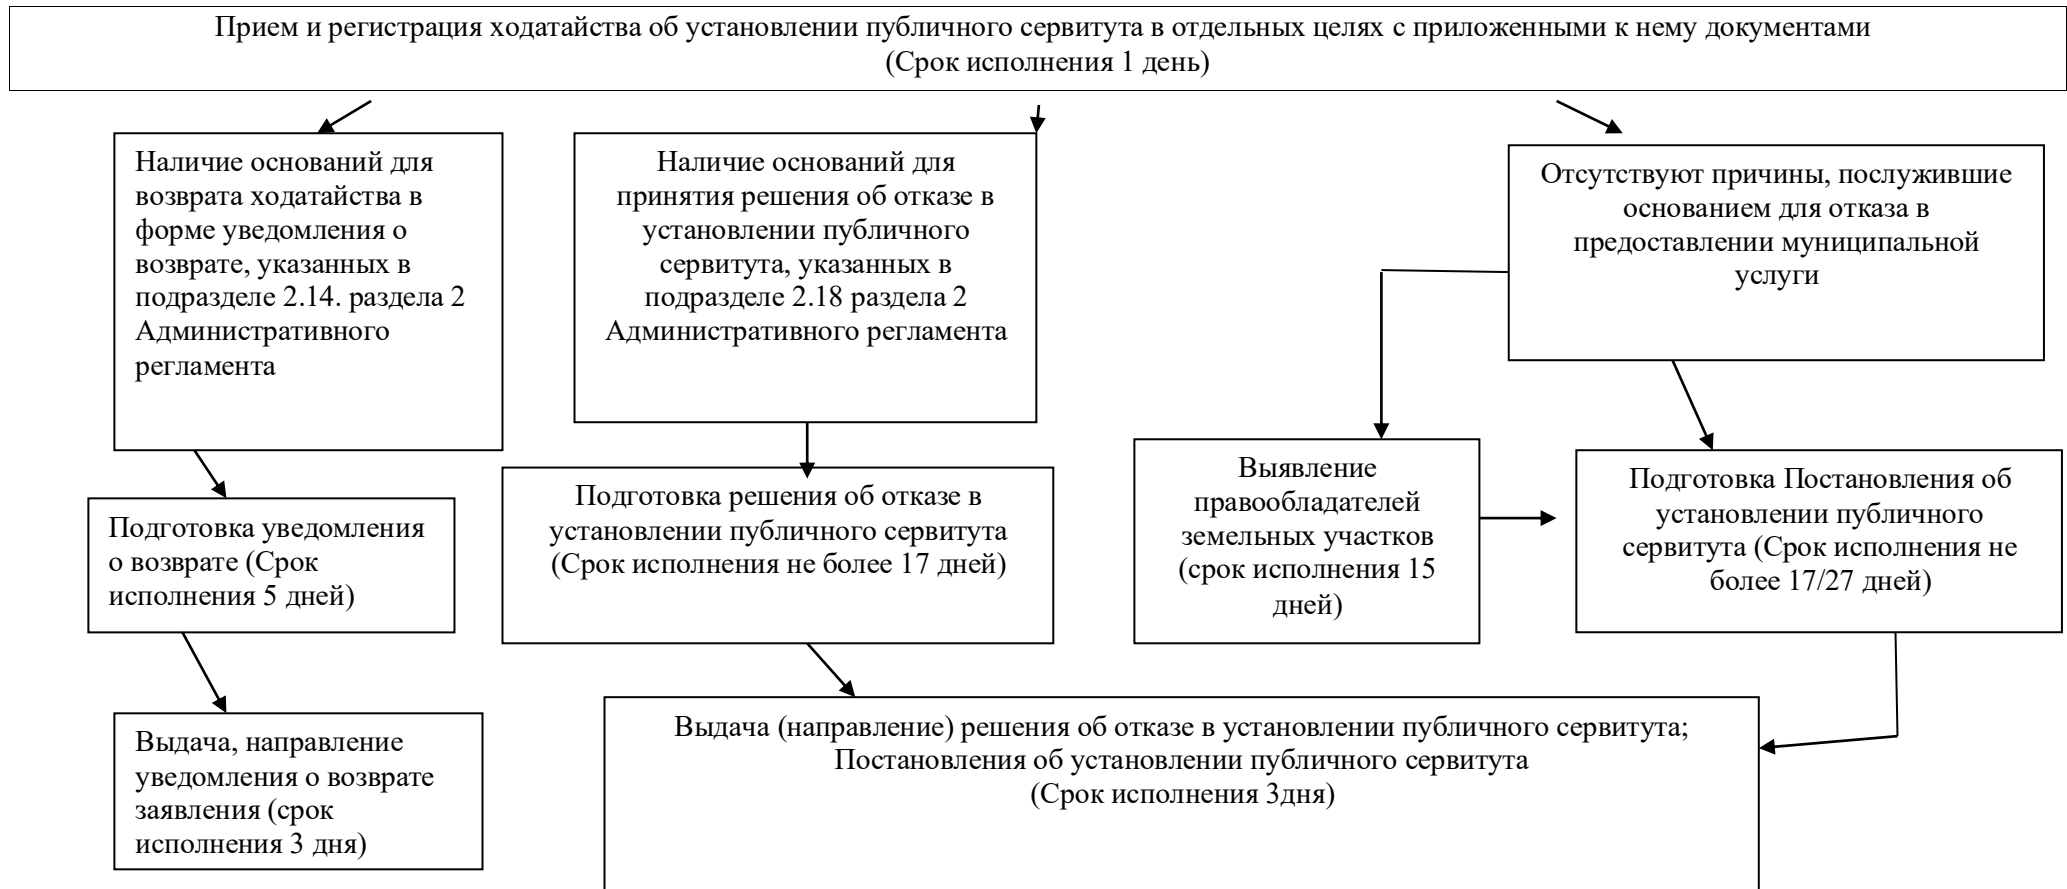 Прием и регистрация ходатайства об установлении публичного сервитута в отдельных целях с приложенными к нему документами
(Срок исполнения 1 день)
Наличие оснований для
возврата ходатайства в
форме уведомления о
возврате, указанных в
подразделе 2.14. раздела 2
Административного
регламента
Наличие оснований для
принятия решения об отказе в
установлении публичного
сервитута, указанных в
подразделе 2.18 раздела 2
Административного регламента
Отсутствуют причины, послужившие
основанием для отказа в
предоставлении муниципальной
услуги
Подготовка уведомления
о возврате (Срок
исполнения 5 дней)
Подготовка решения об отказе в
установлении публичного сервитута
(Срок исполнения не более 17 дней)
Выявление
правообладателей
земельных участков
(срок исполнения 15
дней)
Подготовка Постановления об
установлении публичного
сервитута (Срок исполнения не
более 17/27 дней)
Выдача, направление
уведомления о возврате
заявления (срок
исполнения 3 дня)
Выдача (направление) решения об отказе в установлении публичного сервитута;
Постановления об установлении публичного сервитута
(Срок исполнения 3дня)